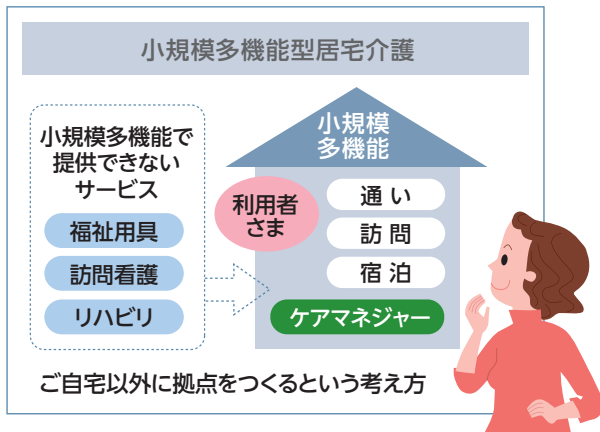 小規模多機能型居宅介護
小規模多機能で
提供できない
サービス
福祉用具
訪問看護
リハビリ
小規模
多機能
利用者
さま
通い
訪問
宿泊
ケアマネジャー
ご自宅以外に拠点をつくるという考え方